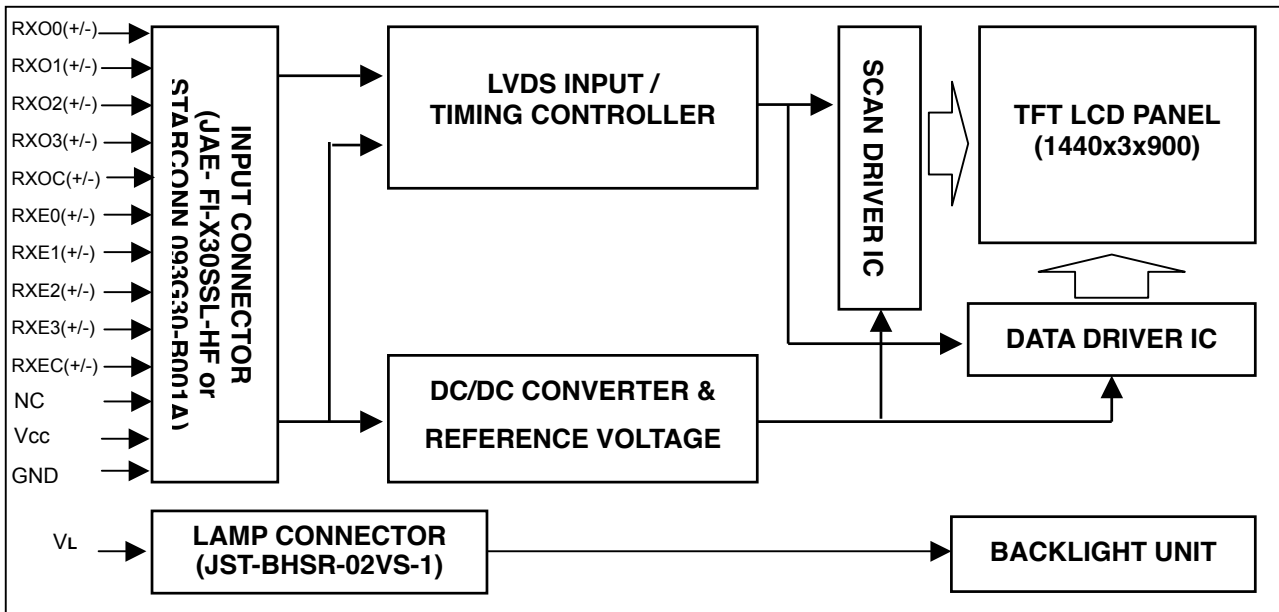 RXO0(+/-)
RXO1(+/-)
RXO2(+/-)
RXO3(+/-)
RXOC(+/-)
RXE0(+/-)
RXE1(+/-)
RXE2(+/-)
RXE3(+/-)
RXEC(+/-)
NC
Vcc
GND
INPUT CONNECTOR
(JAE- FI-X30SSL-HF or
STARCONN 093G30-B001A)
LVDS INPUT /
TIMING CONTROLLER
SCAN DRIVER IC
TFT LCD PANEL
(1440x3x900)
DATA DRIVER IC
DC/DC CONVERTER &
REFERENCE VOLTAGE
VL
LAMP CONNECTOR
(JST-BHSR-02VS-1)
BACKLIGHT UNIT